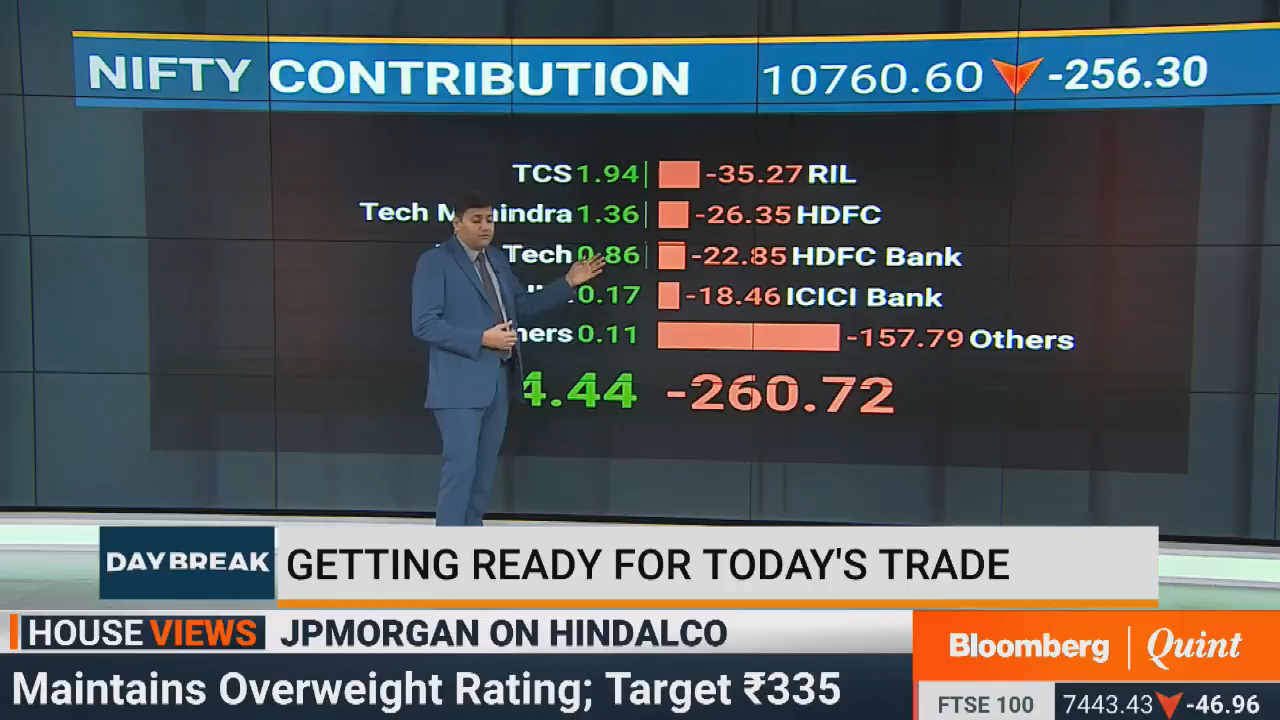 NIFTY CONTRIBUTION 10760.60 -256.30
TCS 1.94 -35.27 RIL
Tech 1.36 -26.35 HDFC
Tech 0.86 -22.85 HDFC Bank
0.17 -18.46 ICICI Bank
0.11 -157.79 Others
4.44 -260.72
DAYBREAK GETTING READY FOR TODAY'S TRADE
HOUSE VIEWS JPMORGAN ON HINDALCO
Maintains Overweight Rating; Target ₹335
Bloomberg | Quint
FTSE 100 7443.43 -46.96